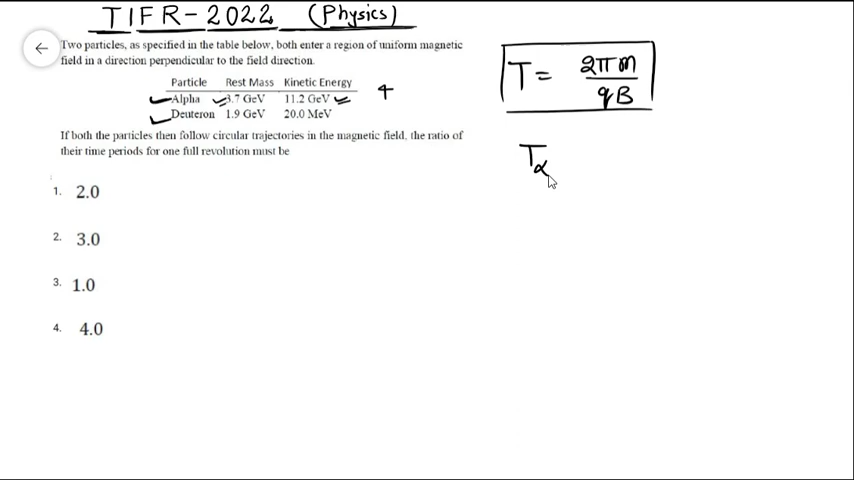 TIFR-2022 (Physics)
Two particles, as specified in the table below, both enter a region of uniform magnetic
field in a direction perpendicular to the field direction.
Particle Rest Mass Kinetic Energy
Alpha 3.7 GeV 11.2 GeV 4
Deuteron 1.9 GeV 20.0 MeV
If both the particles then follow circular trajectories in the magnetic field, the ratio of
their time periods for one full revolution must be
1. 2.0
2. 3.0
3. 1.0
4. 4.0
T = 2πm / qB
Tα